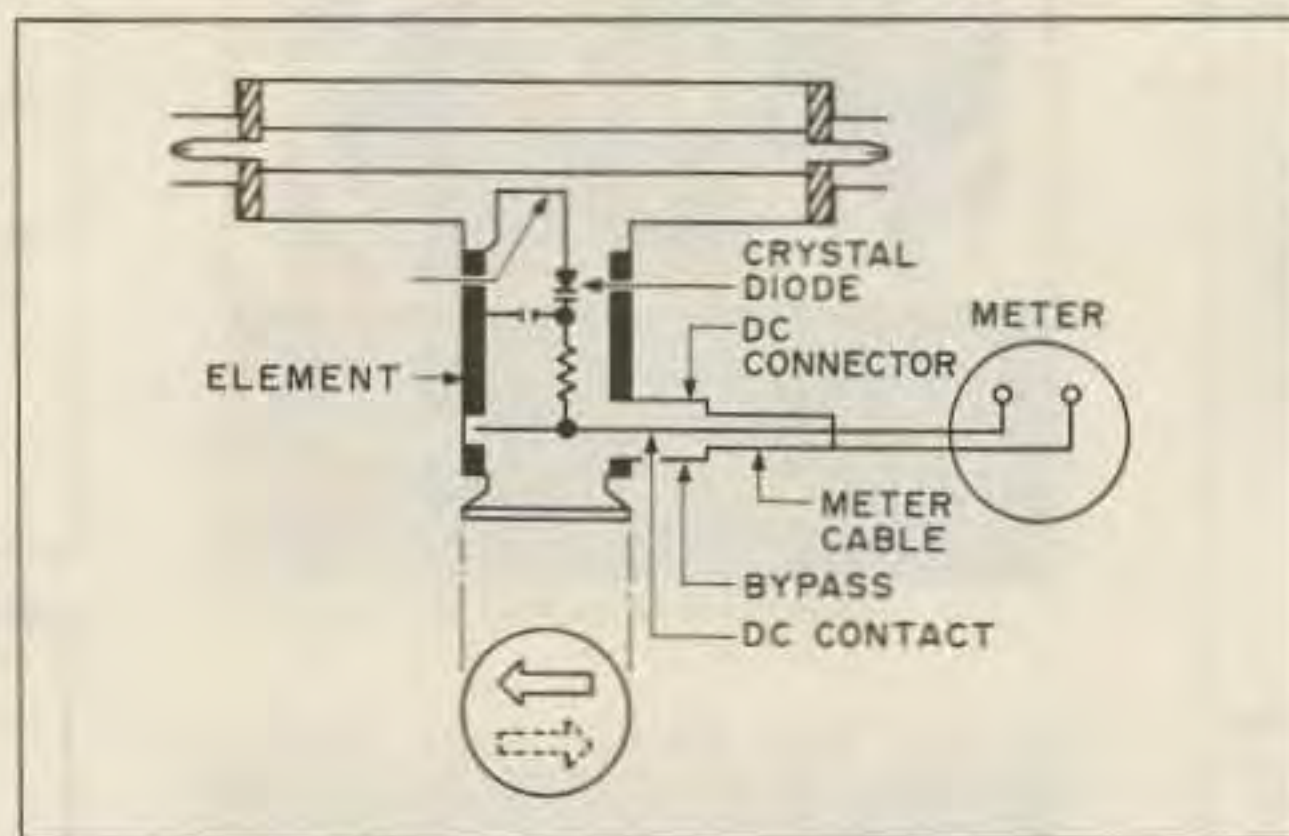 CRYSTAL
DIODE
DC
CONNECTOR
METER
ELEMENT
METER
CABLE
BYPASS
DC CONTACT